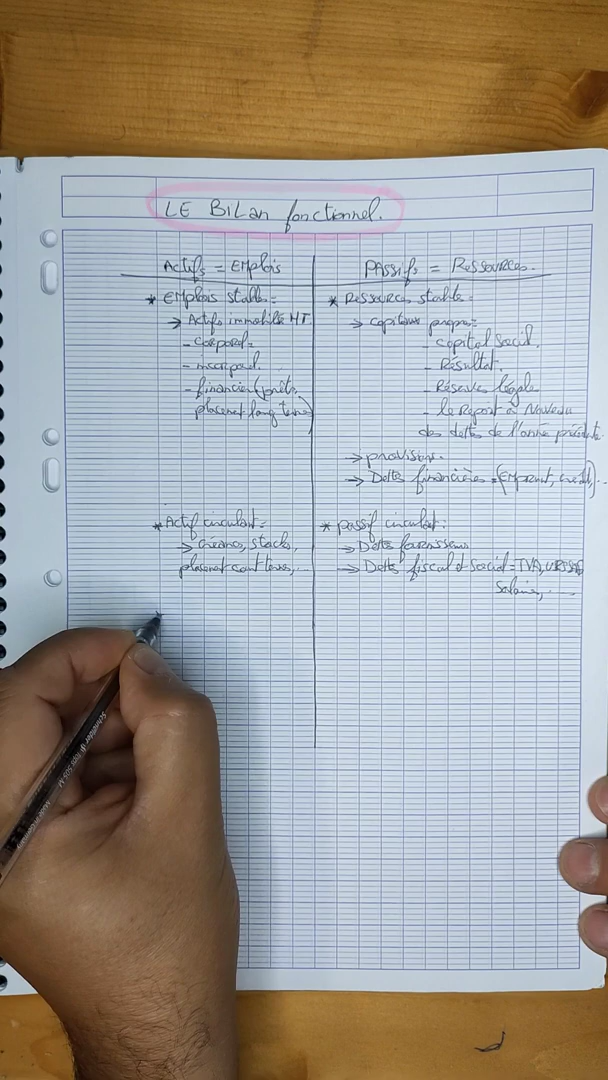 LE BiLan fonctionnel.
Actifs = EMplois
* EMplois stables =
→ Actifs immobilisé HT.
- corporel =
- incorporel.
- financier (prêts,
placement long terme)
* Actif circulant =
→ créances, stocks,
placement court terme, ...
PASSifs = RESSOURCES.
* RESSOURCES stables =
→ capitaux propres =
- capital Social.
- Résultat.
- Réserves légale
- le Report à Nouveau
des dettes de l'année précédente
→ provisions.
→ Dettes financières = (EMprunt, crédit), ...
* passif circulant :
→ Dettes fournisseurs
→ Dettes fiscal et Social = TVA, URSSAF
Salaires, ...
Schneider